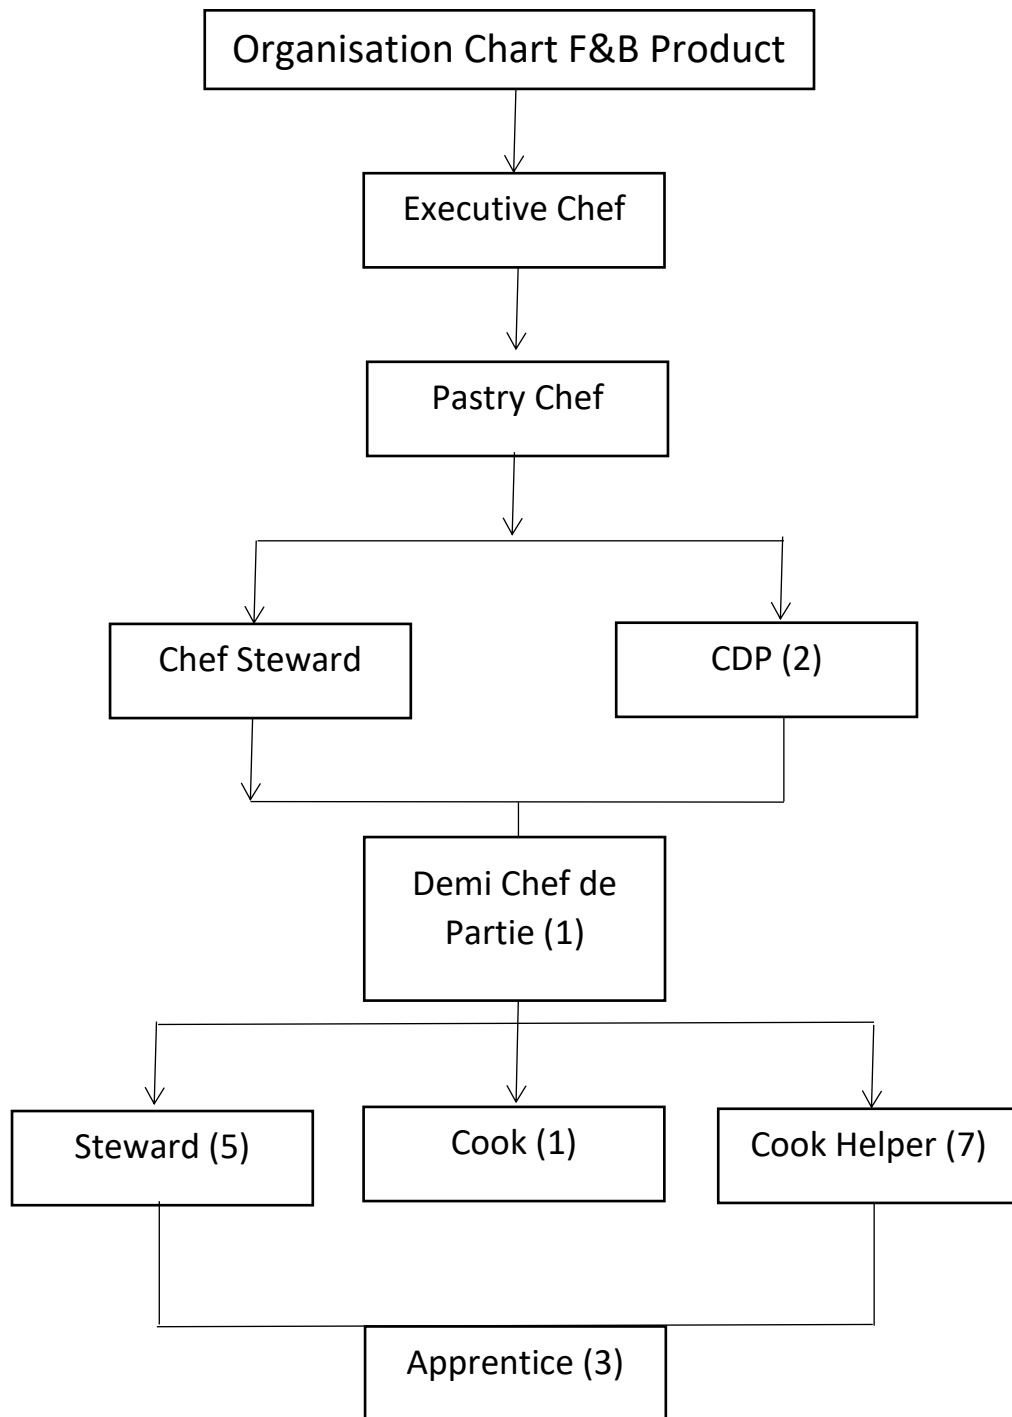 Organisation Chart F&B Product
Executive Chef
Pastry Chef
Chef Steward
CDP (2)
Demi Chef de
Partie (1)
Steward (5)
Cook (1)
Cook Helper (7)
Apprentice (3)